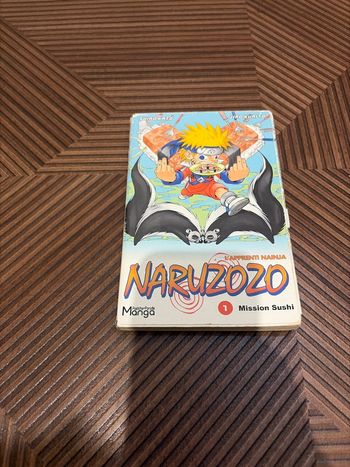 L'APPRENTI NAINJA
NARUZOZO
Manga
1 Mission Sushi